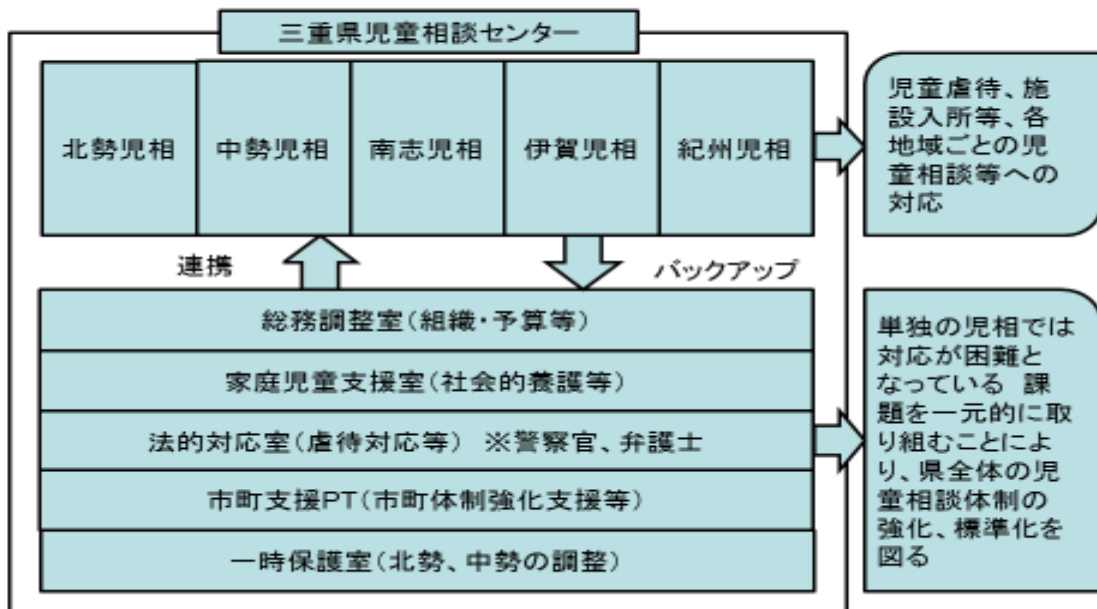 三重県児童相談センター
北勢児相
中勢児相
南志児相
伊賀児相
紀州児相
児童虐待、施
設入所等、各
地域ごとの児
童相談等への
対応
連携
バックアップ
総務調整室(組織・予算等)
家庭児童支援室(社会的養護等)
法的対応室(虐待対応等) ※警察官、弁護士
市町支援PT(市町体制強化支援等)
一時保護室(北勢、中勢の調整)
単独の児相では
対応が困難と
なっている 課
題を一元的に取
り組むことによ
り、県全体の児
童相談体制の
強化、標準化を
図る